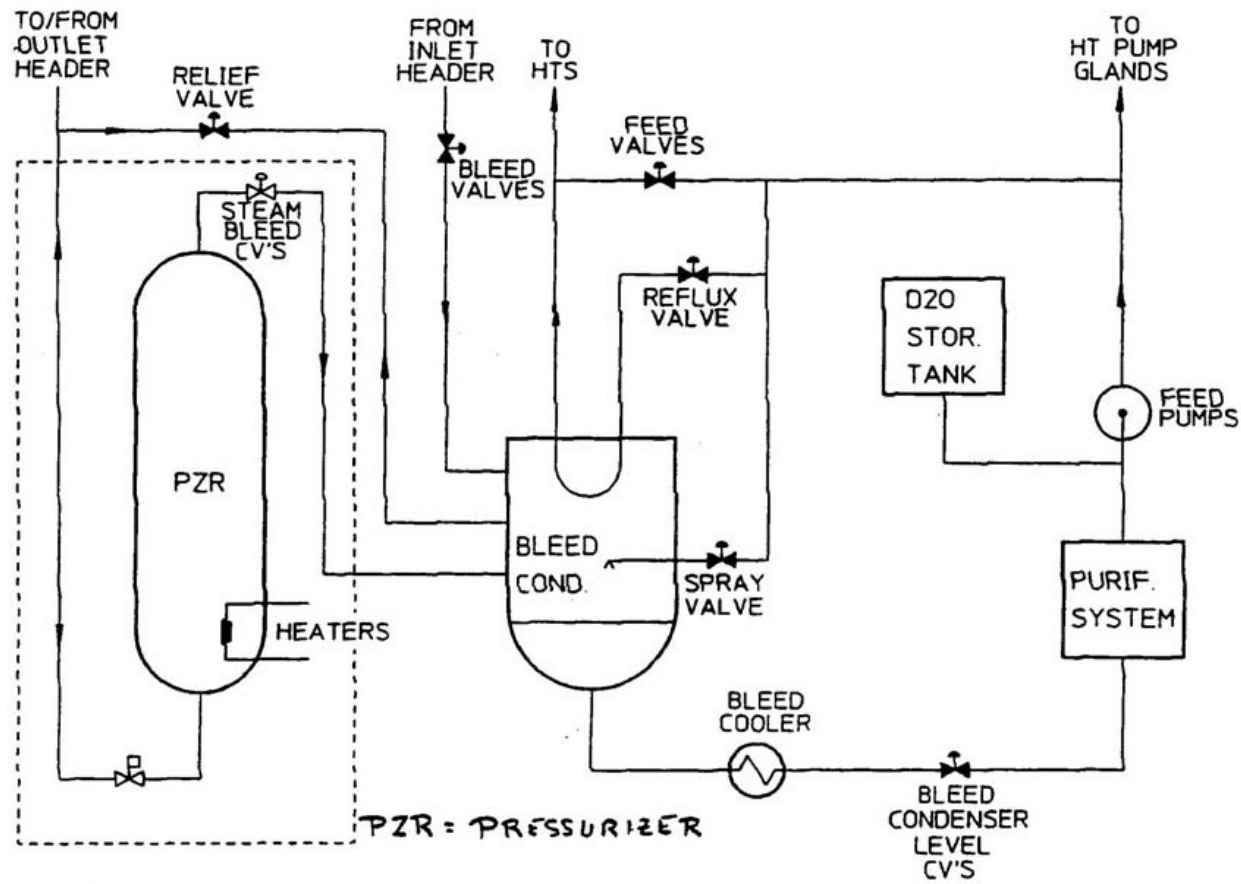 TO/FROM
OUTLET
HEADER
RELIEF
VALVE
FROM
INLET
HEADER
TO
HTS
TO
HT PUMP
GLANDS
FEED
VALVES
BLEED
VALVES
STEAM
BLEED
CV'S
REFLUX
VALVE
D2O
STOR.
TANK
FEED
PUMPS
PZR
BLEED
COND.
SPRAY
VALVE
PURIF.
SYSTEM
HEATERS
BLEED
COOLER
BLEED
CONDENSER
LEVEL
CV'S
PZR = PRESSURIZER